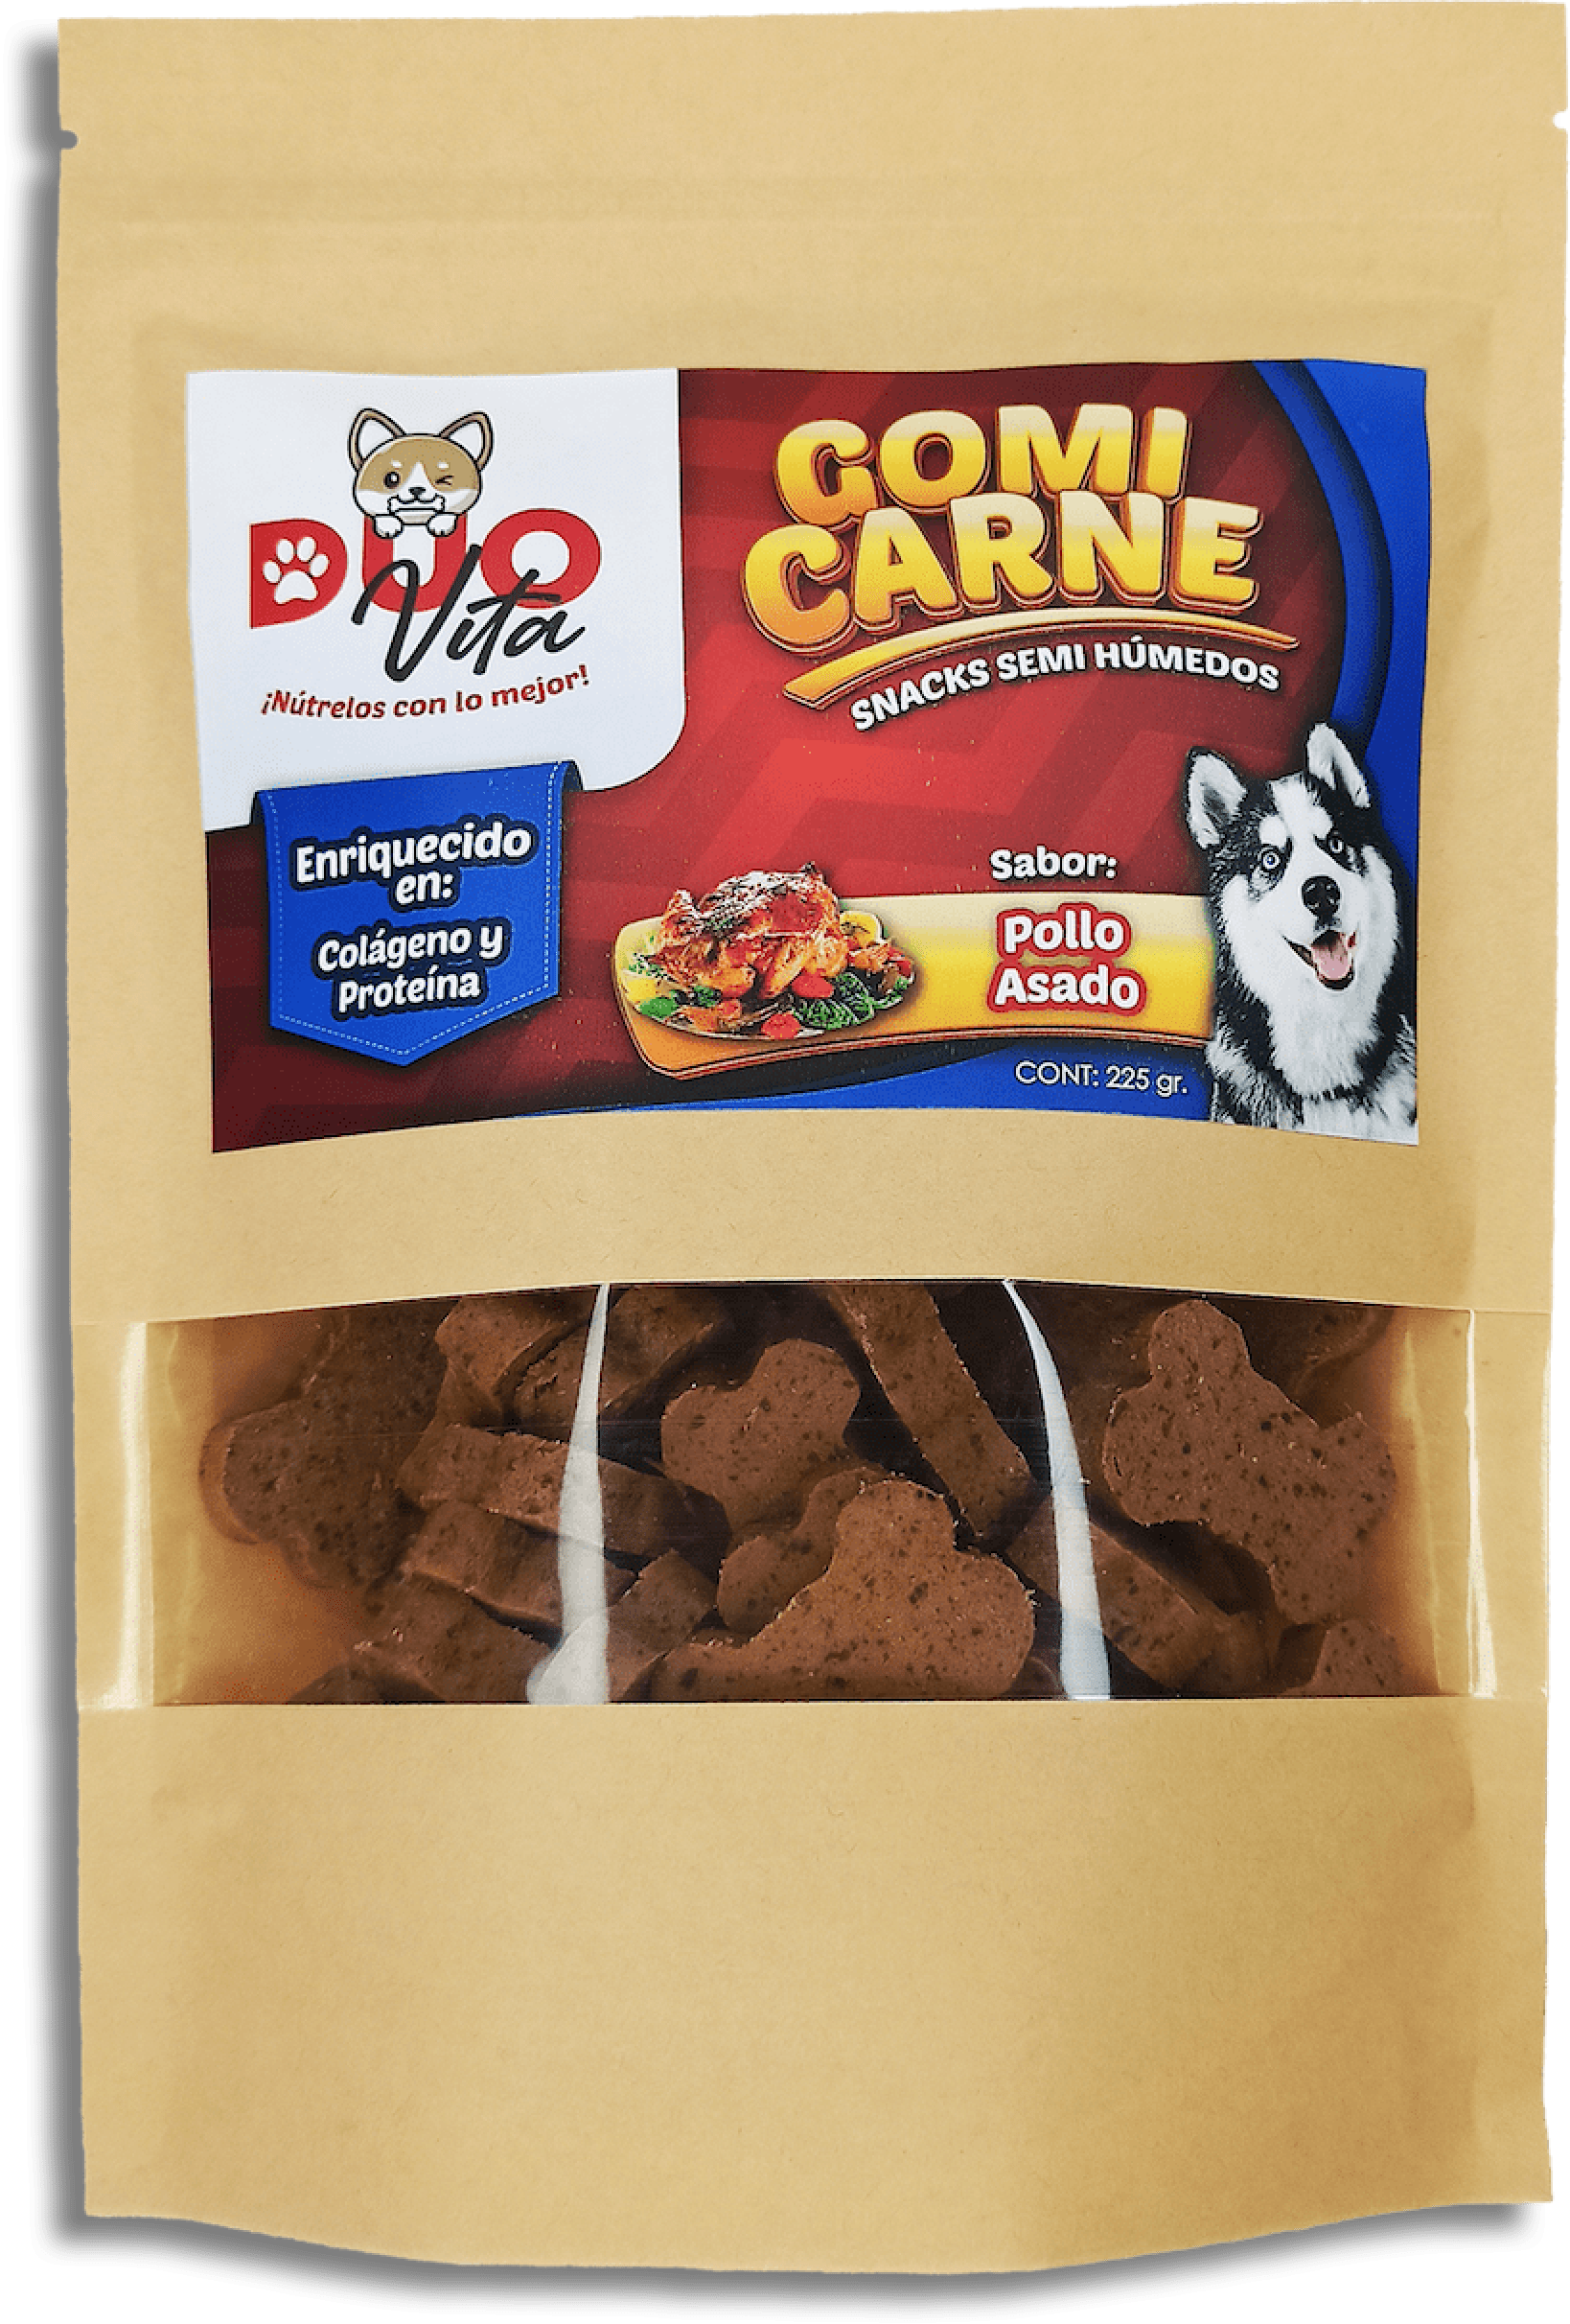 DUO
Vita
¡Nútrelos con lo mejor!
GOMI
CARNE
SNACKS SEMI HÚMEDOS
Enriquecido
en:
Colágeno y
Proteína
Sabor:
Pollo
Asado
CONT: 225 gr.